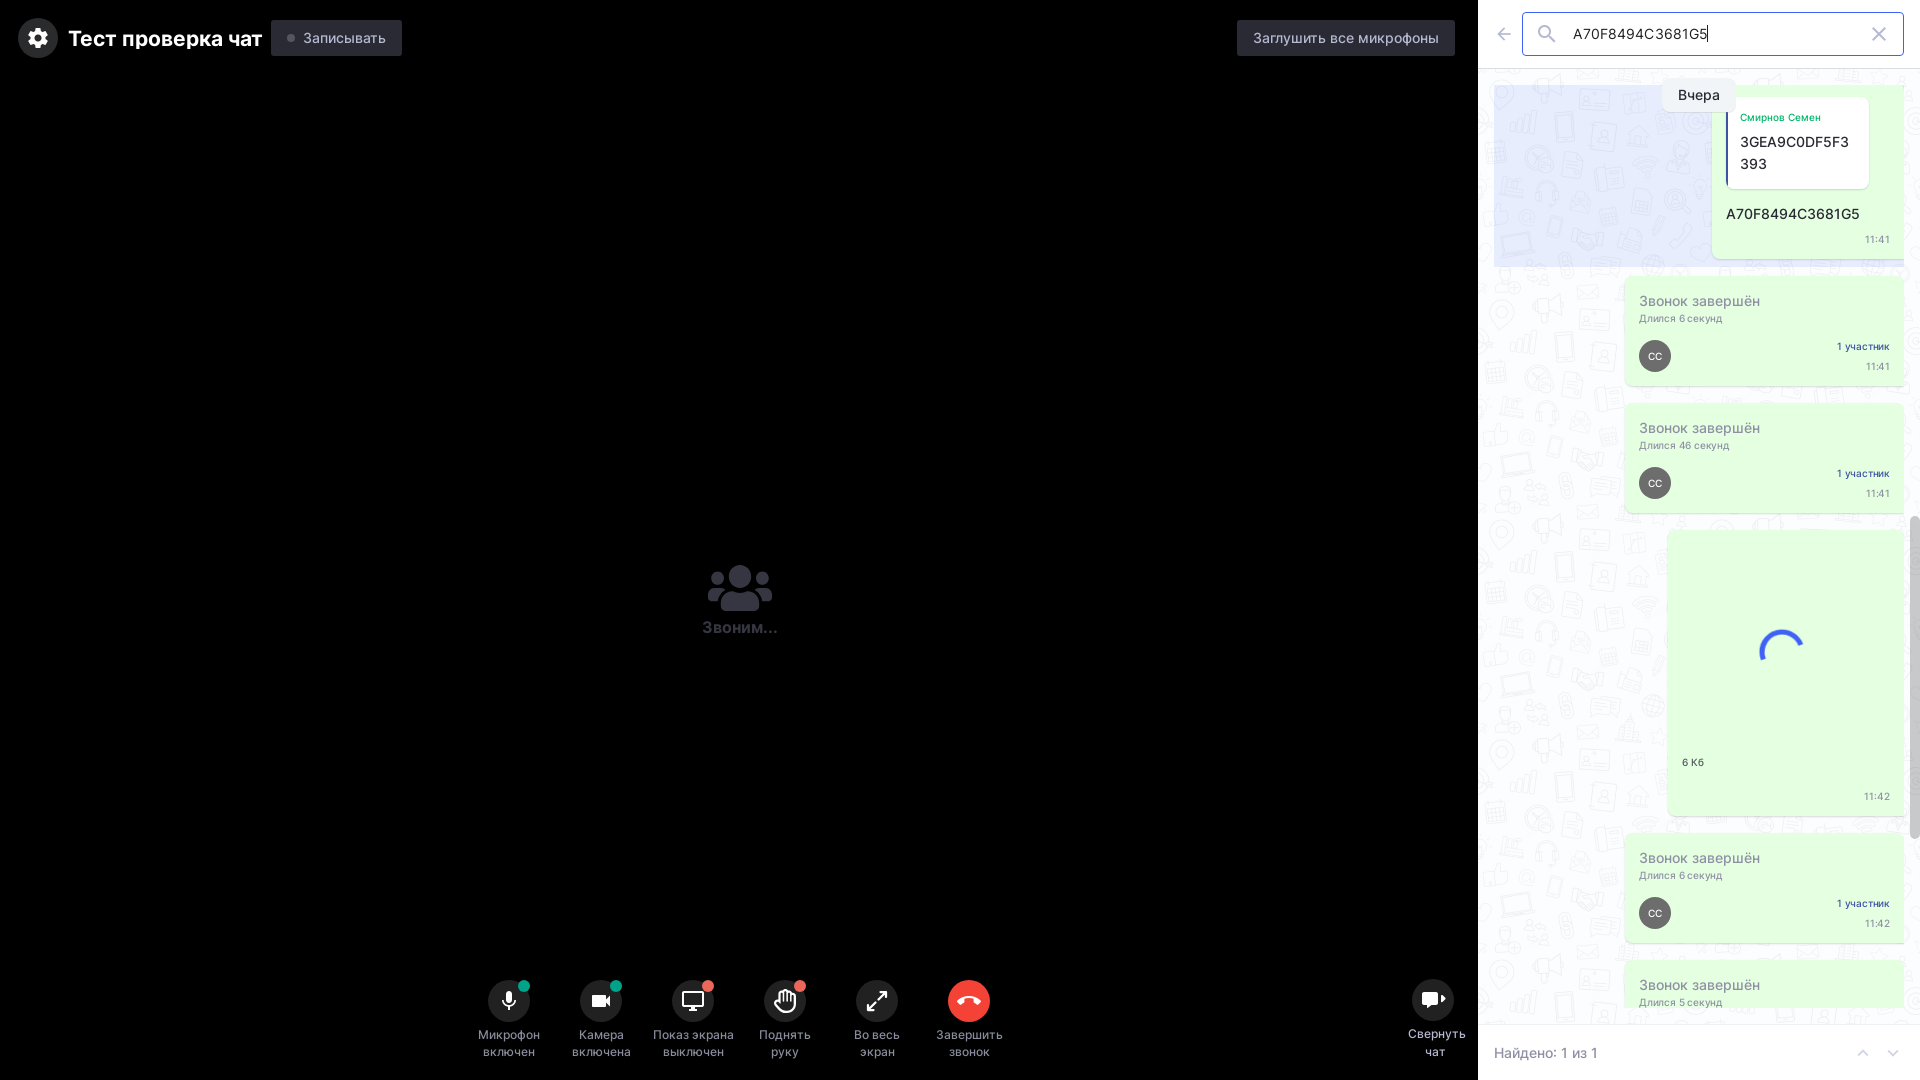 Тест проверка чат
Записывать
Заглушить все микрофоны
A70F8494C3681G5
Вчера
Смирнов Семен
3GEA9C0DF5F3
393
A70F8494C3681G5
11:41
Звонок завершён
Длился 6 секунд
СС
1 участник
11:41
Звонок завершён
Длился 46 секунд
СС
1 участник
11:41
6 Кб
11:42
Звонок завершён
Длился 6 секунд
СС
1 участник
11:42
Звонок завершён
Длился 5 секунд
Звоним...
Микрофон
включен
Камера
включена
Показ экрана
выключен
Поднять
руку
Во весь
экран
Завершить
звонок
Свернуть
чат
Найдено: 1 из 1